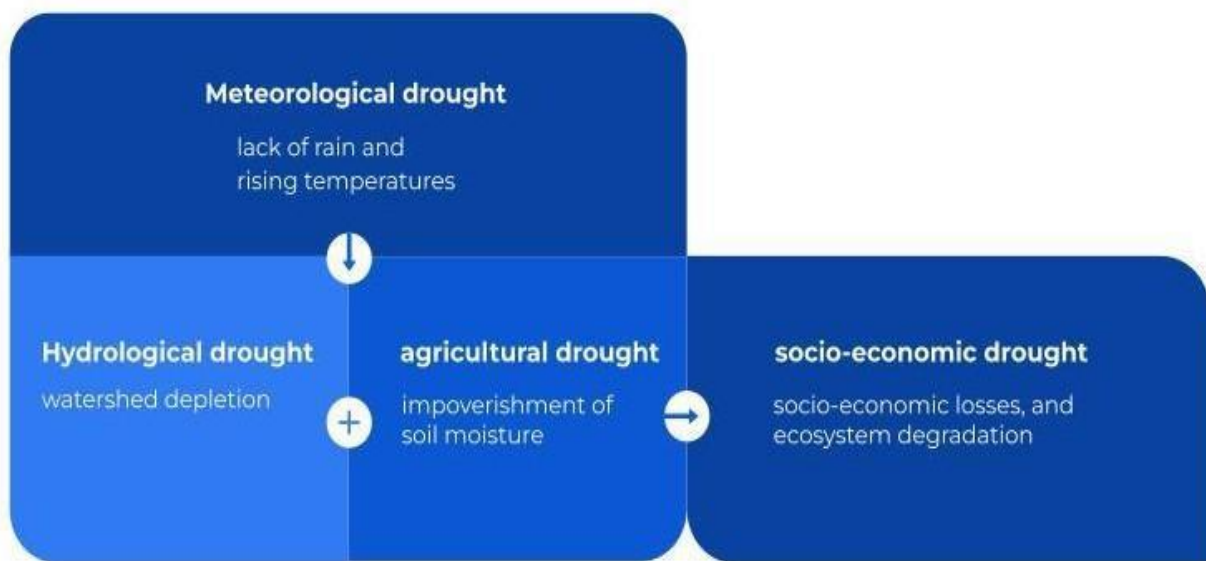 Meteorological drought
lack of rain and
rising temperatures
Hydrological drought
watershed depletion
agricultural drought
impoverishment of
soil moisture
socio-economic drought
socio-economic losses, and
ecosystem degradation